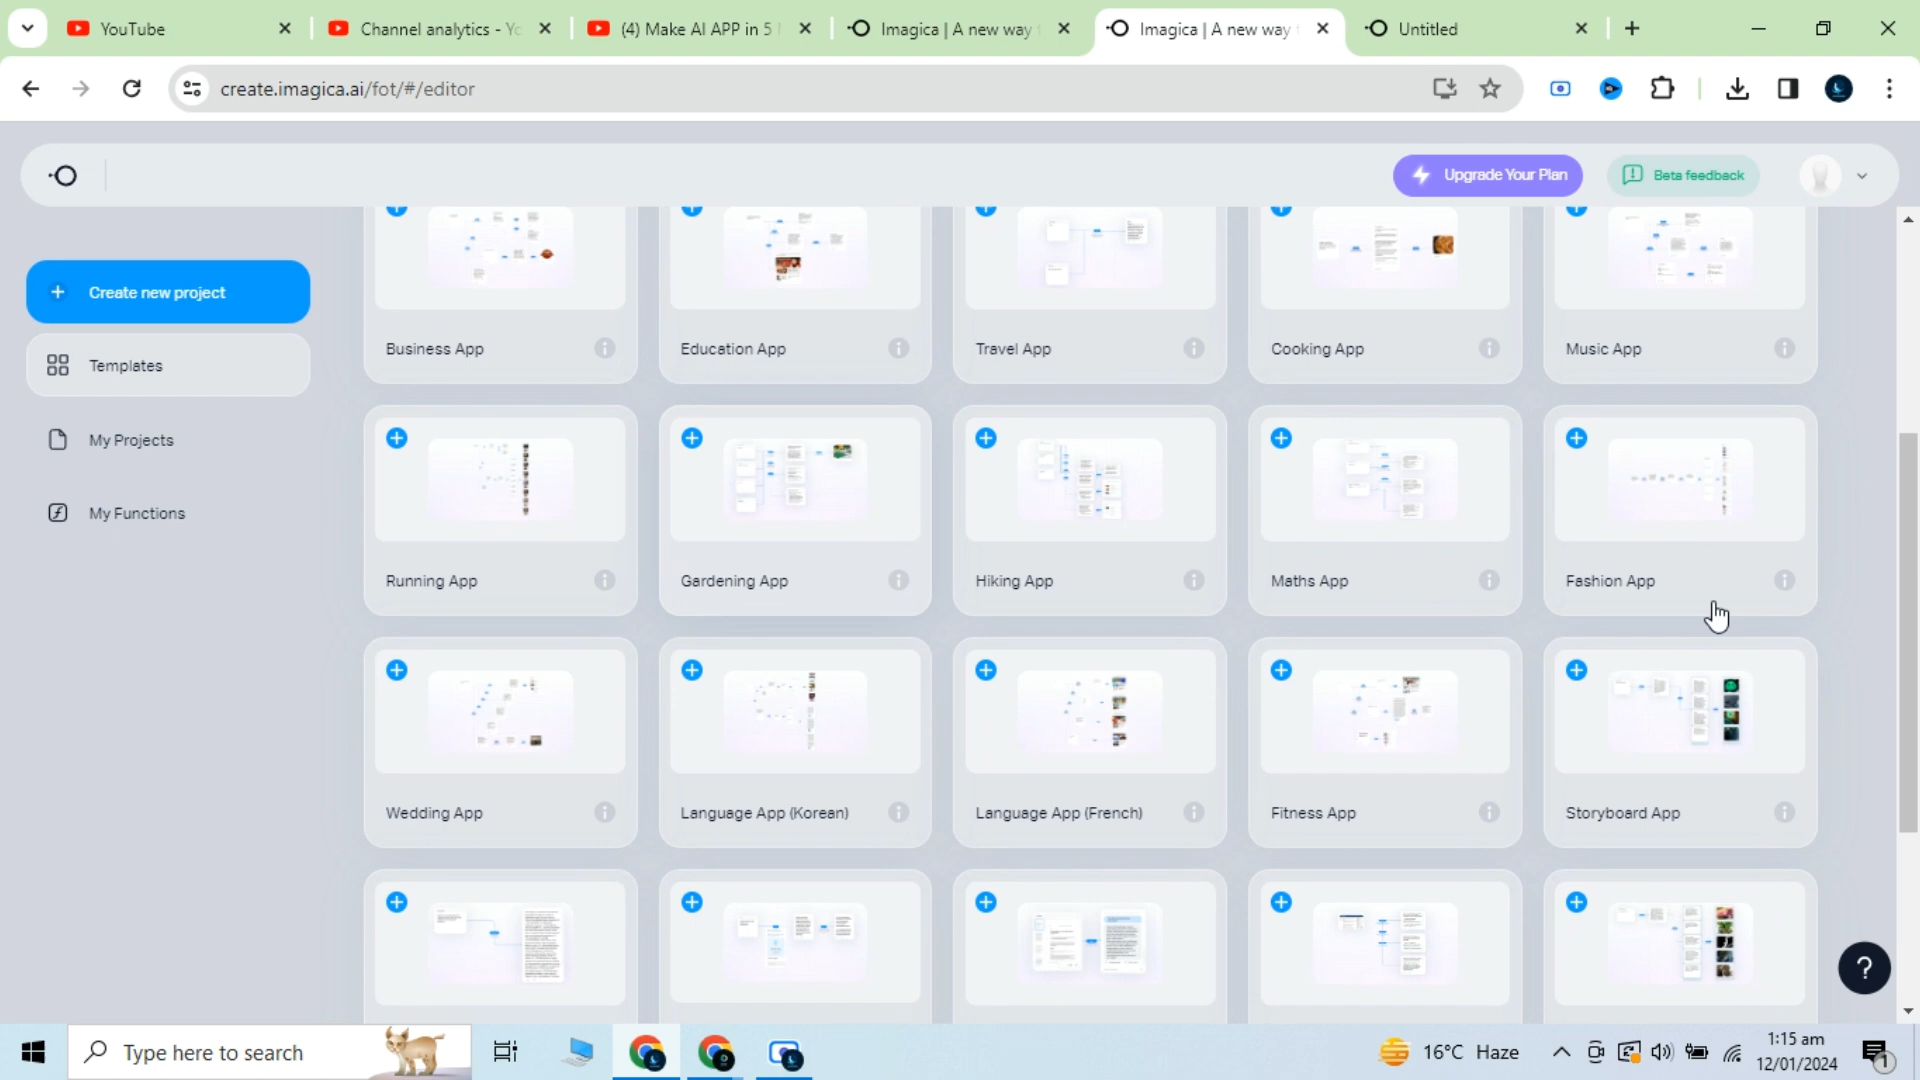 YouTube
Channel analytics - Yo
(4) Make AI APP in 5
Imagica | A new way
Imagica | A new way
Untitled
create.imagica.ai/fot/#/editor
Upgrade Your Plan
Beta feedback
Create new project
Templates
My Projects
My Functions
Business App
Education App
Travel App
Cooking App
Music App
Running App
Gardening App
Hiking App
Maths App
Fashion App
Wedding App
Language App (Korean)
Language App (French)
Fitness App
Storyboard App
?
Type here to search
16°C Haze
1:15 am
12/01/2024
1